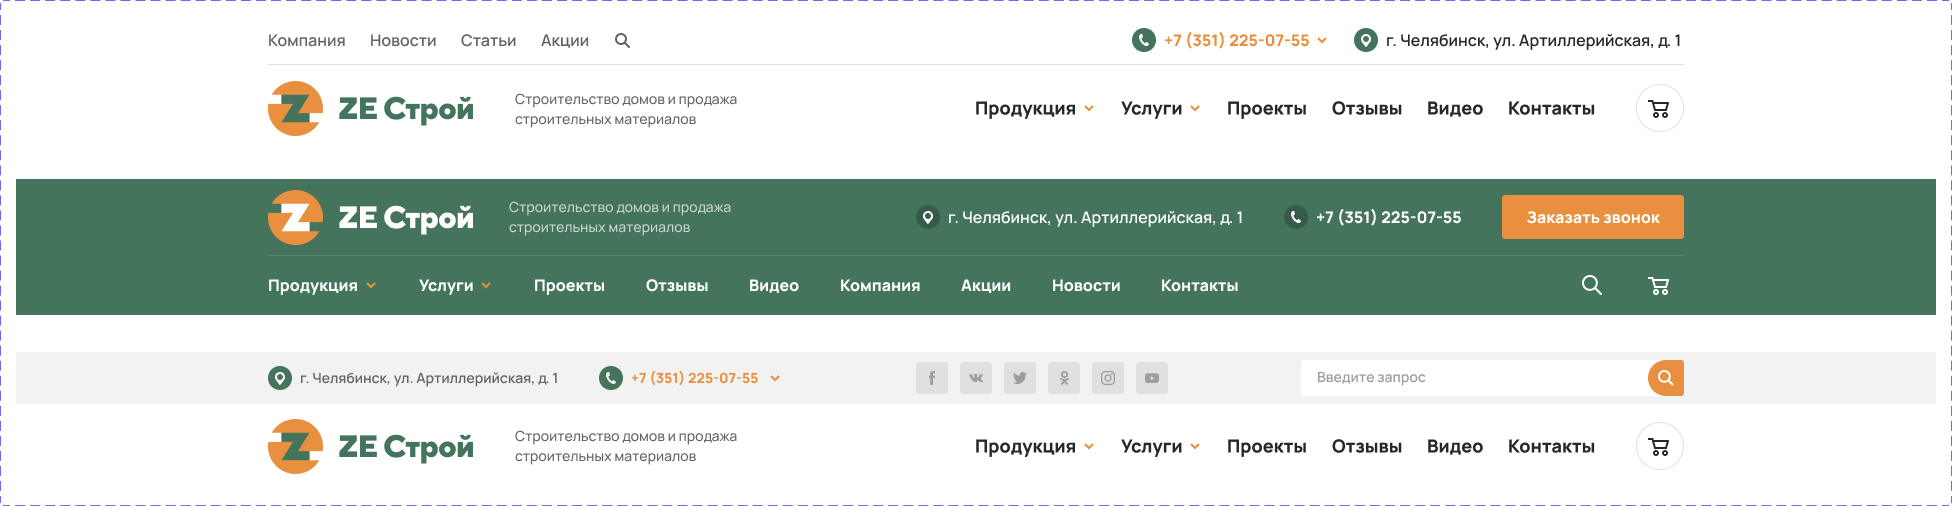 Компания Новости Статьи Акции +7 (351) 225-07-55 г. Челябинск, ул. Артиллерийская, д. 1
Z ZE Строй Строительство домов и продажа
строительных материалов
Продукция Услуги Проекты Отзывы Видео Контакты
Z ZE Строй Строительство домов и продажа
строительных материалов
г. Челябинск, ул. Артиллерийская, д. 1 +7 (351) 225-07-55 Заказать звонок
Продукция Услуги Проекты Отзывы Видео Компания Акции Новости Контакты
г. Челябинск, ул. Артиллерийская, д. 1 +7 (351) 225-07-55 Введите запрос
Z ZE Строй Строительство домов и продажа
строительных материалов
Продукция Услуги Проекты Отзывы Видео Контакты